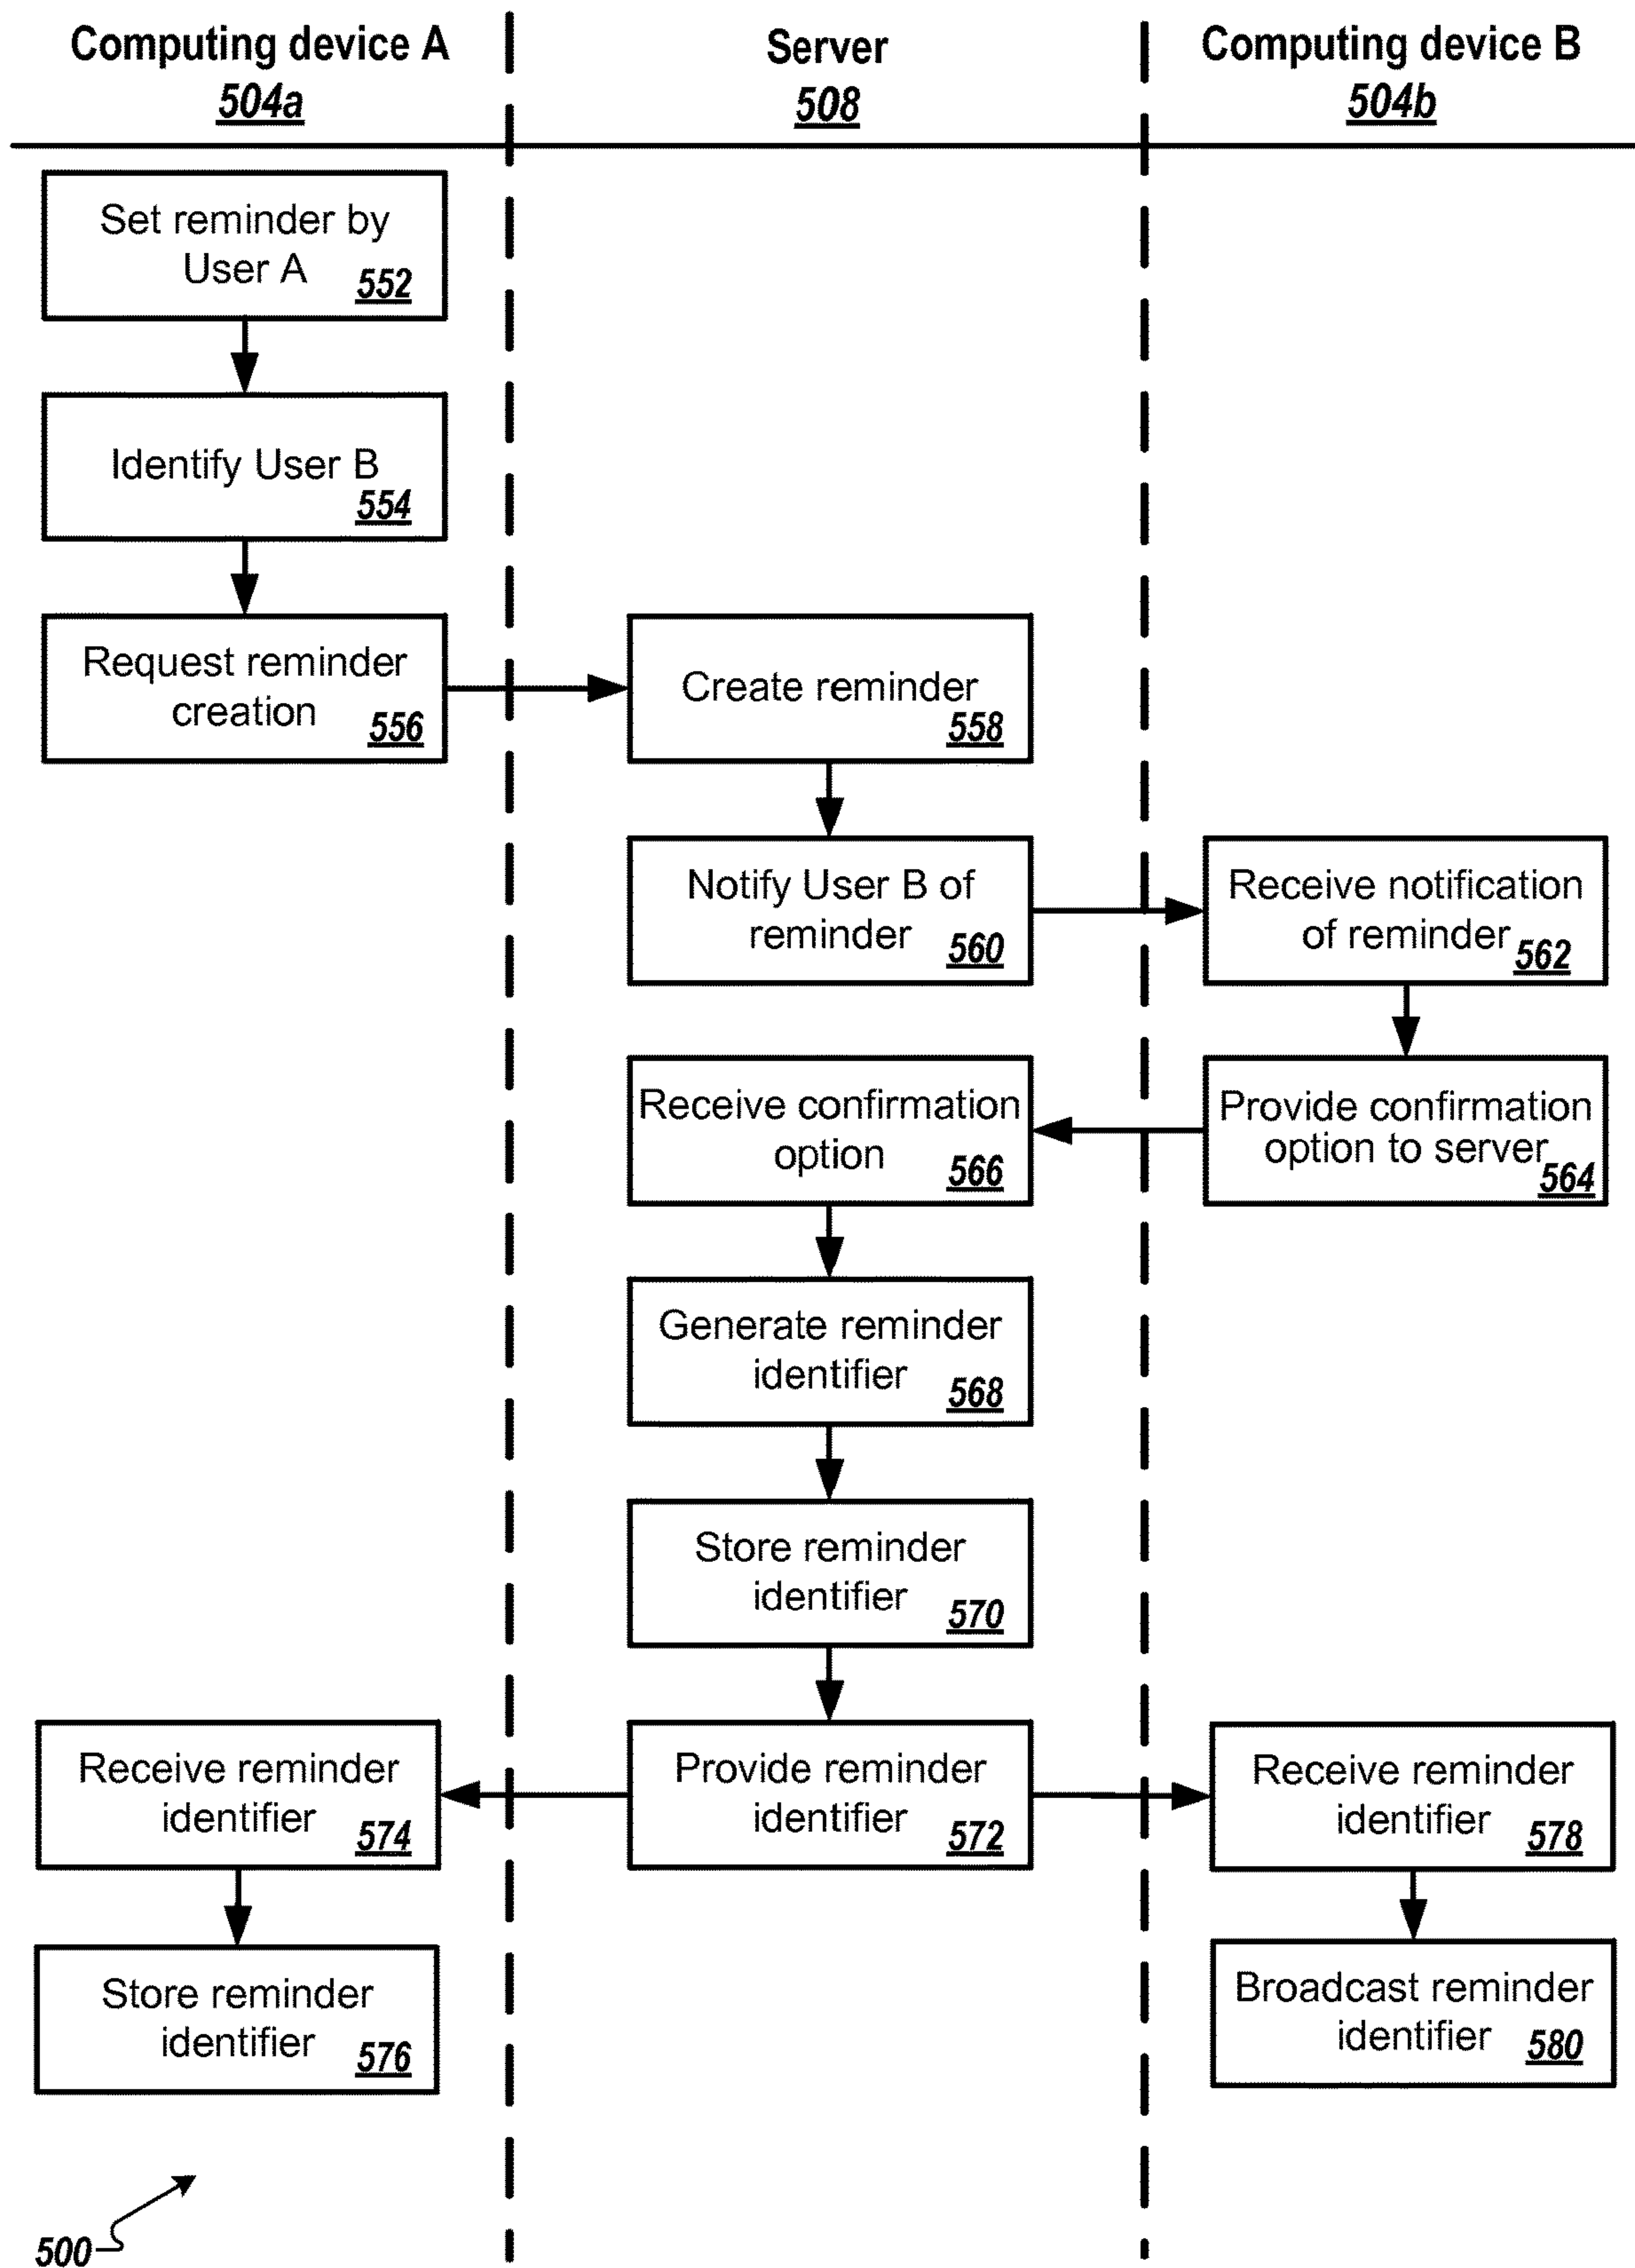 Computing device A
504a
Server
508
Computing device B
504b
Set reminder by
User A
552
Identify User B
554
Request reminder
creation
556
Create reminder
558
Notify User B of
reminder
560
Receive notification
of reminder
562
Receive confirmation
option
566
Provide confirmation
option to server
564
Generate reminder
identifier
568
Store reminder
identifier
570
Receive reminder
identifier
574
Provide reminder
identifier
572
Receive reminder
identifier
578
Store reminder
identifier
576
Broadcast reminder
identifier
580
500